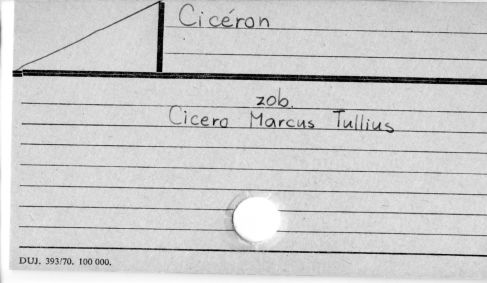 Cicéron
zob.
Cicero Marcus Tullius
DUJ. 393/70. 100 000.